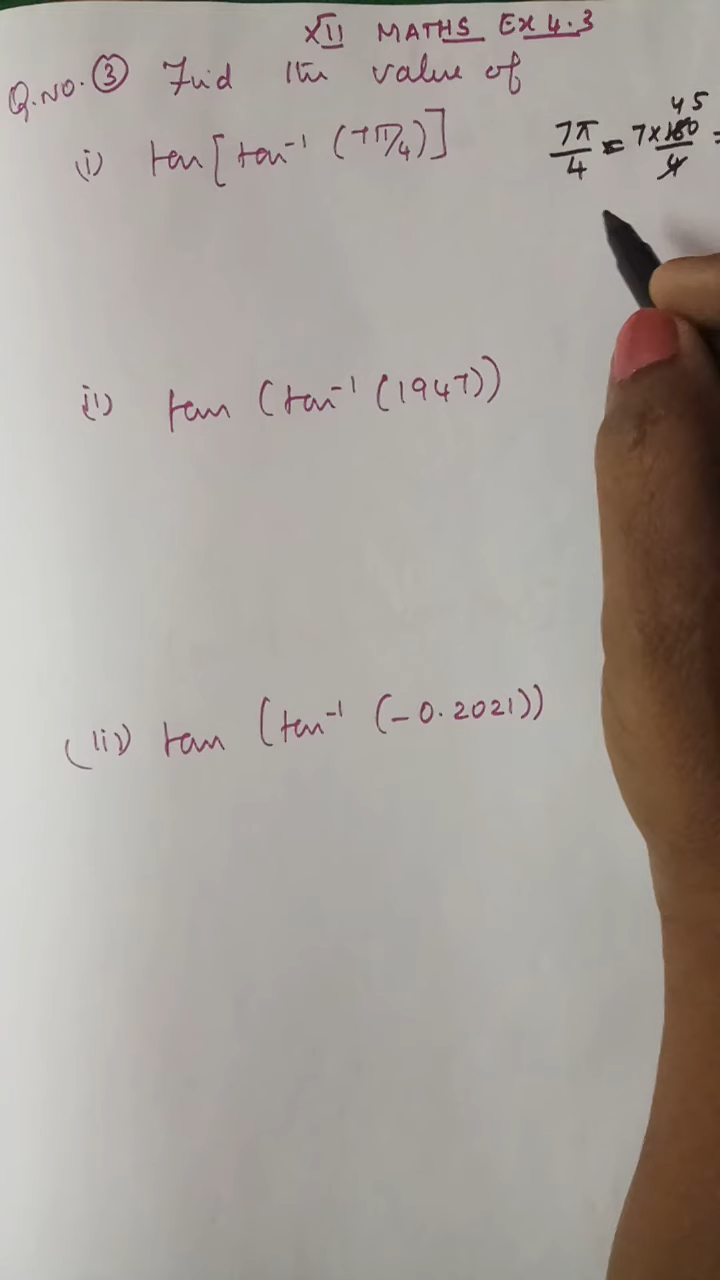 XII MATHS Ex 4.3
Q.NO. ③ Find the value of
(i) tan[tan⁻¹ (7π/4)]
7π/4 = 7×180/4 =
45
(ii) tan (tan⁻¹ (1947))
(iii) tan (tan⁻¹ (-0.2021))